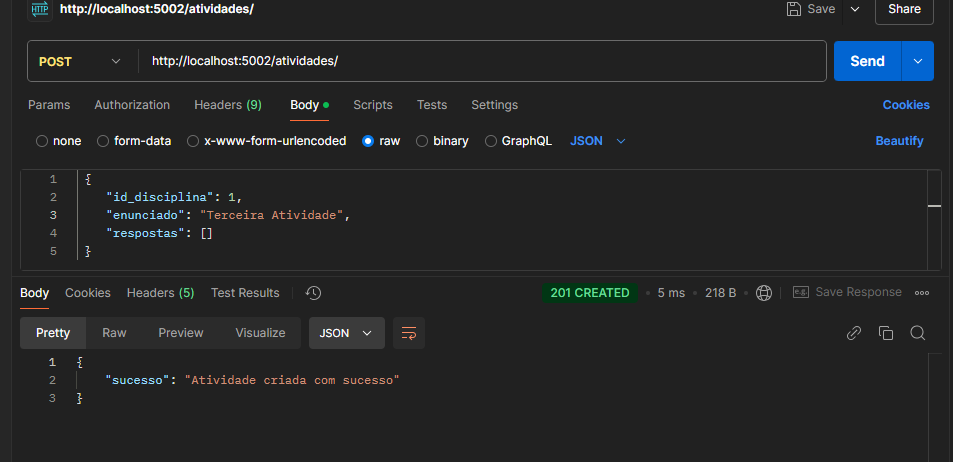 HTTP http://localhost:5002/atividades/ Save Share
POST http://localhost:5002/atividades/ Send
Params Authorization Headers (9) Body Scripts Tests Settings Cookies
none form-data x-www-form-urlencoded raw binary GraphQL JSON Beautify
1 {
2 "id_disciplina": 1,
3 "enunciado": "Terceira Atividade",
4 "respostas": []
5 }
Body Cookies Headers (5) Test Results 201 CREATED • 5 ms • 218 B e.g. Save Response
Pretty Raw Preview Visualize JSON
1 {
2 "sucesso": "Atividade criada com sucesso"
3 }